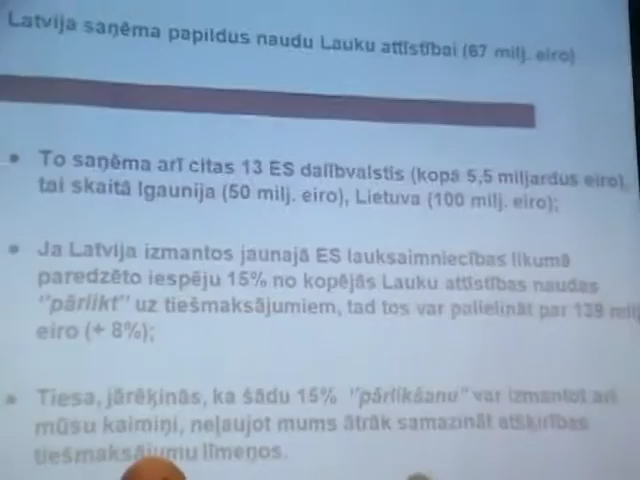 Latvija saņēma papildus naudu Lauku attīstībai (67 milj. eiro)
• To saņēma arī citas 13 ES dalībvalstis (kopā 5,5 miljardus eiro),
tai skaitā Igaunija (50 milj. eiro), Lietuva (100 milj. eiro);
• Ja Latvija izmantos jaunajā ES lauksaimniecības likumā
paredzēto iespēju 15% no kopējās Lauku attīstības naudas
"pārlikt" uz tiešmaksājumiem, tad tos var palielināt par 139 milj
eiro (+ 8%);
• Tiesa, jārēķinās, ka šādu 15% "pārlikšanu" var izmantot arī
mūsu kaimiņi, neļaujot mums ātrāk samazināt atšķirības
tiešmaksājumu līmeņos.